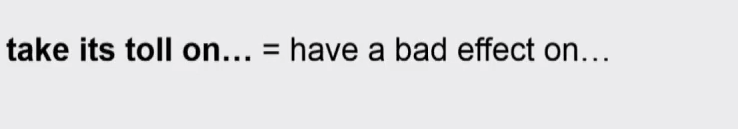 take its toll on... = have a bad effect on...